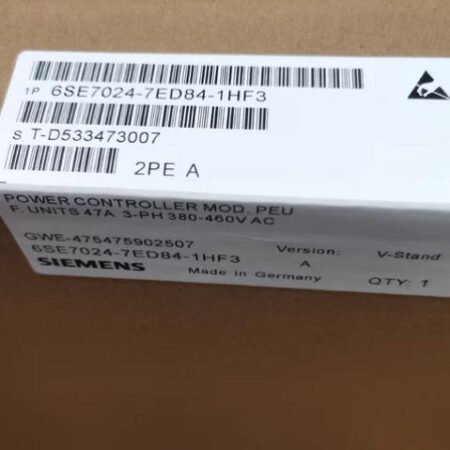 1P 6SE7024-7ED84-1HF3
S T-D533473007
2PE A
POWER CONTROLLER MOD. PEU
F. UNITS 47A 3-PH 380-460V AC
GWE-475475902507
6SE7024-7ED84-1HF3 Version: V-Stand
SIEMENS Made in Germany A QTY: 1